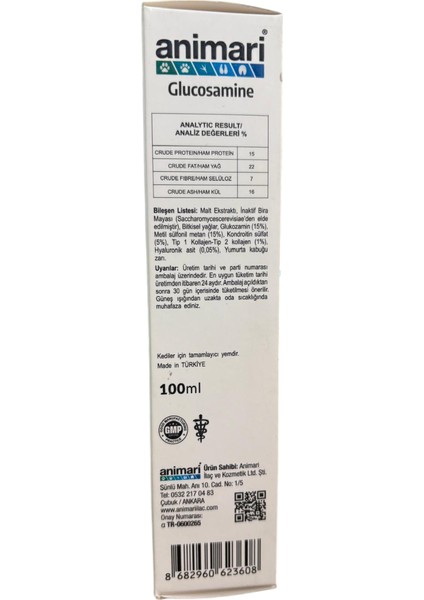 animari®
Glucosamine
ANALYTIC RESULT/
ANALİZ DEĞERLERİ %
CRUDE PROTEIN/HAM PROTEİN 15
CRUDE FAT/HAM YAĞ 22
CRUDE FIBRE/HAM SELÜLOZ 7
CRUDE ASH/HAM KÜL 16
Bileşen Listesi: Malt Ekstraktı, İnaktif Bira
Mayası (Saccharomycescerevisiae'den elde
edilmiştir), Bitkisel yağlar, Glukozamin (15%),
Metil sülfonil metan (15%), Kondroitin sülfat
(5%), Tip 1 Kollajen-Tip 2 kollajen (1%),
Hyaluronik asit (0,05%), Yumurta kabuğu
zarı.
Uyarılar: Üretim tarihi ve parti numarası
ambalaj üzerindedir. En uygun tüketim tarihi
üretimden itibaren 24 aydır. Ambalaj açıldıktan
sonra 30 gün içerisinde tüketilmesi önerilir.
Güneş ışığından uzakta oda sıcaklığında
muhafaza ediniz.
Kediler için tamamlayıcı yemdir.
Made in TÜRKİYE
100ml
GMP
animari® Ürün Sahibi: Animari
İlaç ve Kozmetik Ltd. Şti.
Sünlü Mah. Arı 10. Cad. No: 1/5
Tel: 0532 217 04 83
Çubuk / ANKARA
www.animariilac.com
Onay Numarası:
α TR-0600265
8 682960 623608